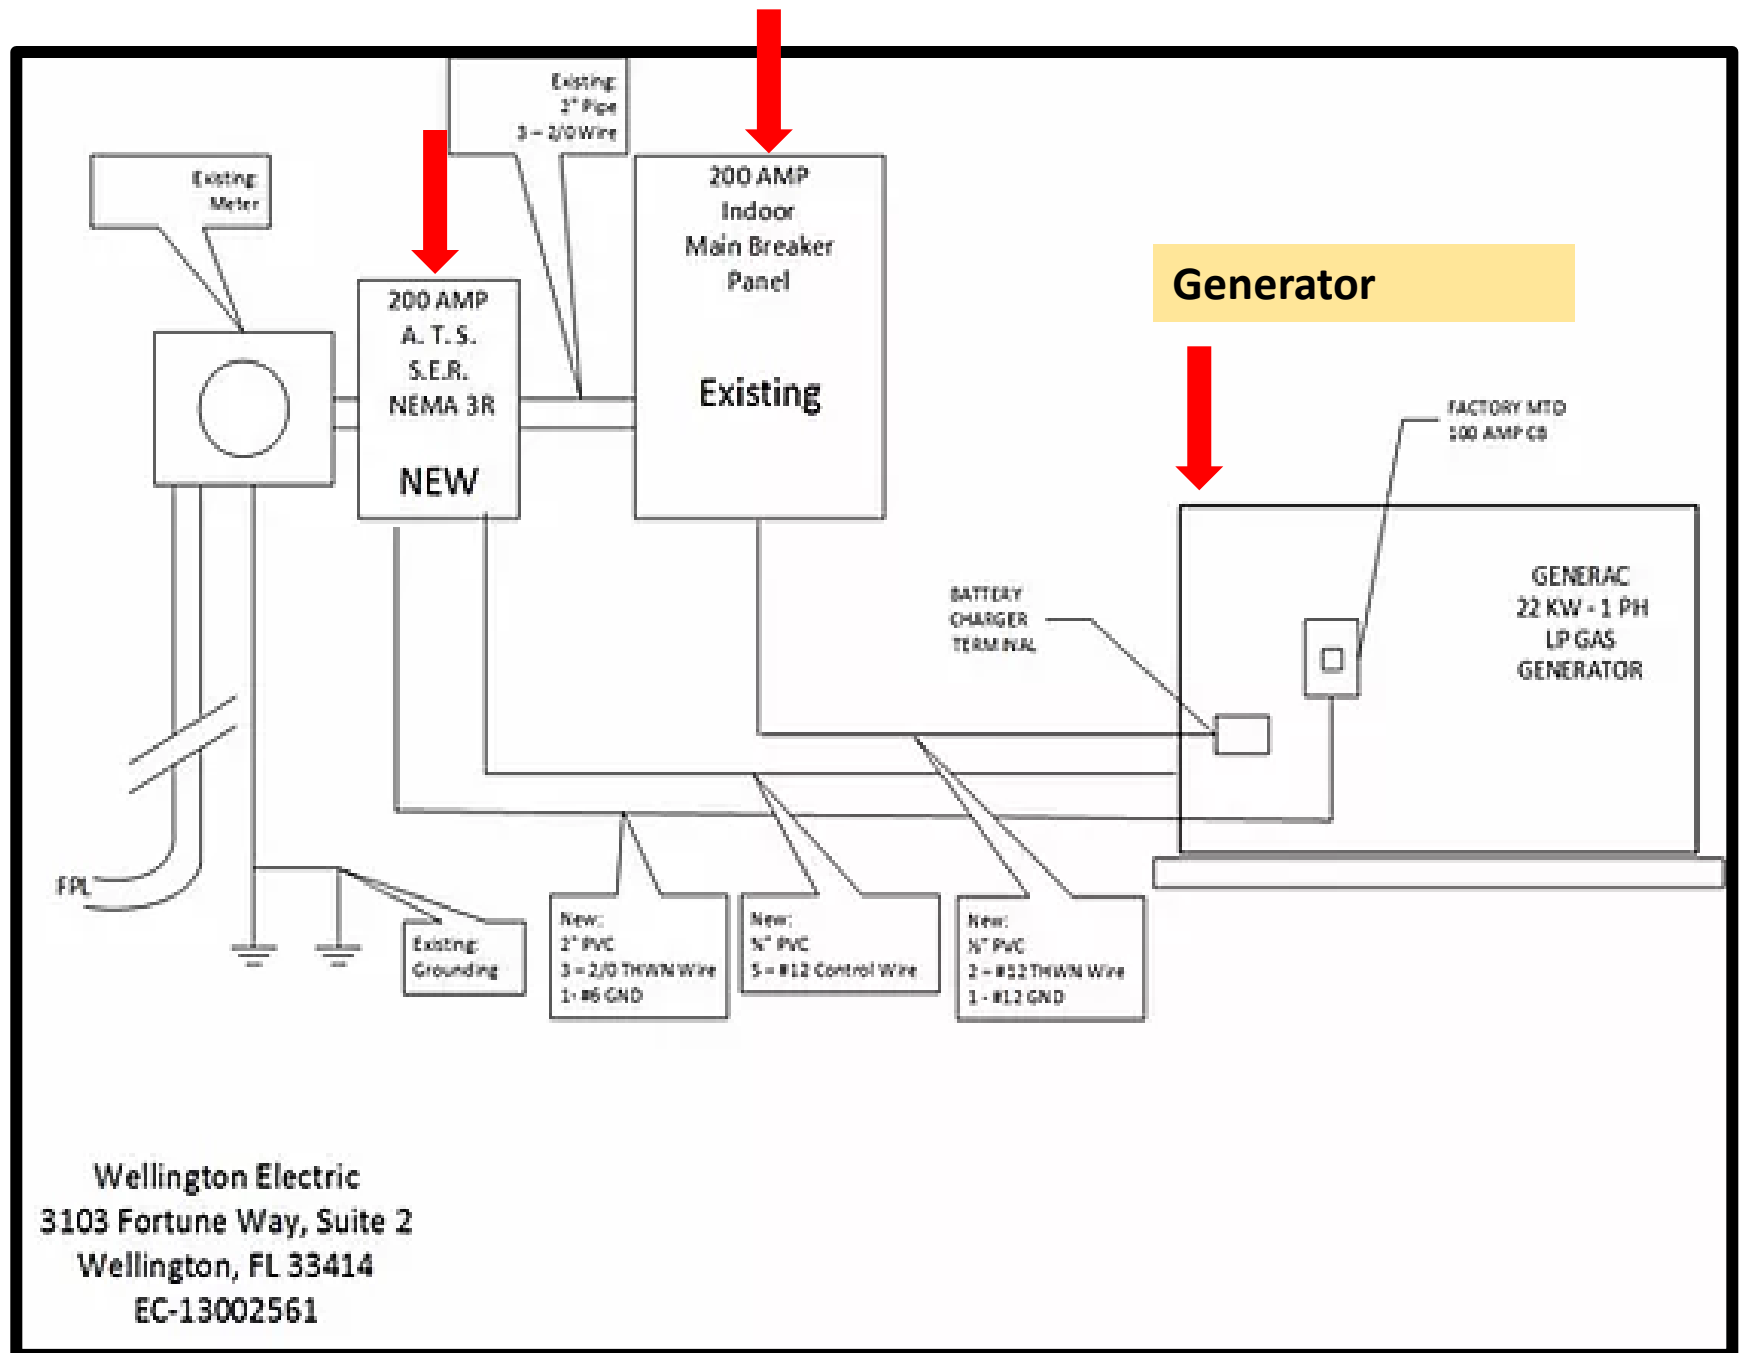 Existing
2" Pipe
3 – 2/0 Wire
Existing
Meter
200 AMP
Indoor
Main Breaker
Panel
Existing
200 AMP
A. T. S.
S.E.R.
NEMA 3R
NEW
Generator
FACTORY MTD
100 AMP CB
GENERAC
22 KW - 1 PH
LP GAS
GENERATOR
BATTERY
CHARGER
TERMINAL
FPL
Existing
Grounding
New:
2" PVC
3 – 2/0 THWN Wire
1- #6 GND
New:
PVC
5 – #12 Control Wire
New:
PVC
2 – #12 THWN Wire
1 - #12 GND
Wellington Electric
3103 Fortune Way, Suite 2
Wellington, FL 33414
EC-13002561